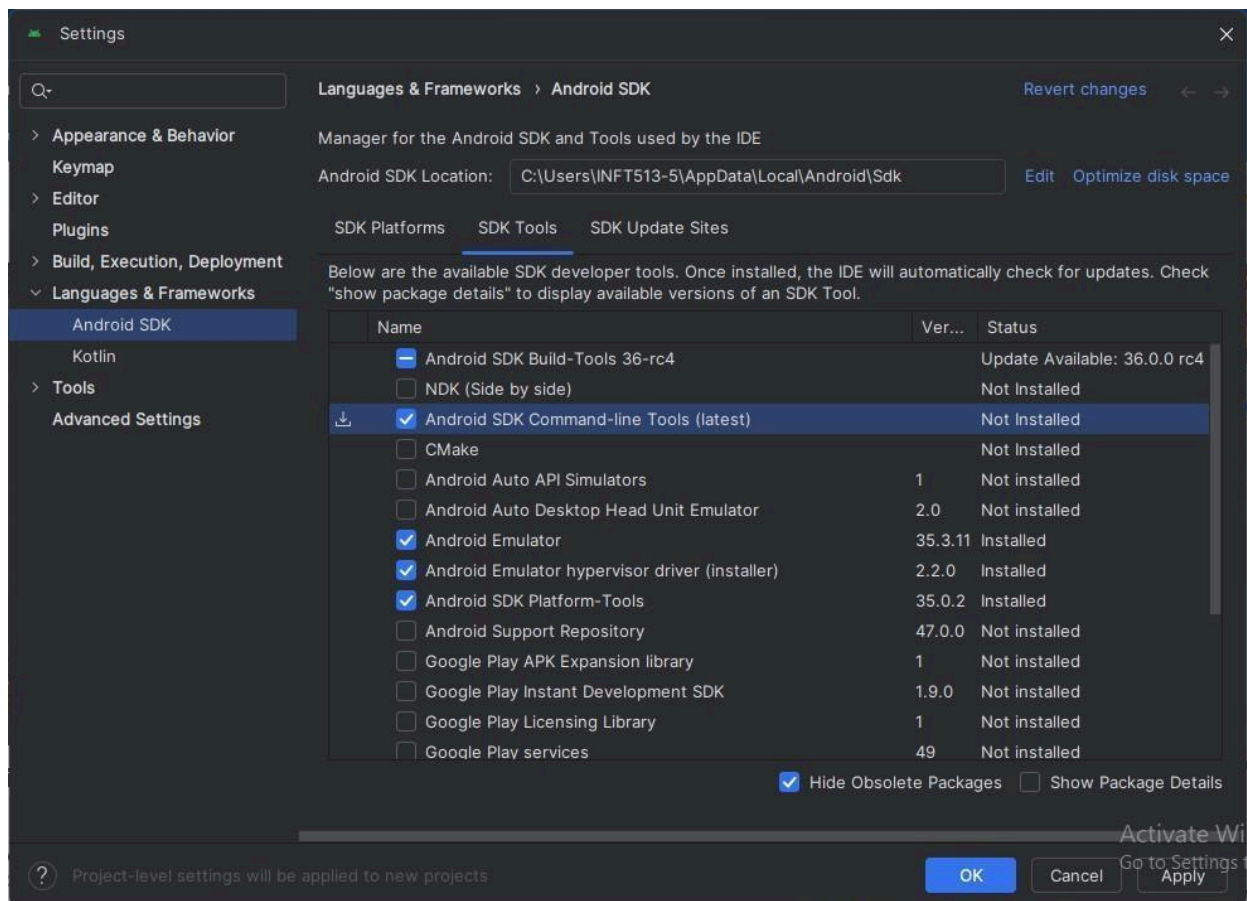 Settings
Languages & Frameworks › Android SDK
Revert changes
Appearance & Behavior
Keymap
Editor
Plugins
Build, Execution, Deployment
Languages & Frameworks
Android SDK
Kotlin
Tools
Advanced Settings
Manager for the Android SDK and Tools used by the IDE
Android SDK Location: C:\Users\INFT513-5\AppData\Local\Android\Sdk Edit Optimize disk space
SDK Platforms SDK Tools SDK Update Sites
Below are the available SDK developer tools. Once installed, the IDE will automatically check for updates. Check
"show package details" to display available versions of an SDK Tool.
Name Ver... Status
Android SDK Build-Tools 36-rc4 Update Available: 36.0.0 rc4
NDK (Side by side) Not Installed
Android SDK Command-line Tools (latest) Not Installed
CMake Not Installed
Android Auto API Simulators 1 Not installed
Android Auto Desktop Head Unit Emulator 2.0 Not installed
Android Emulator 35.3.11 Installed
Android Emulator hypervisor driver (installer) 2.2.0 Installed
Android SDK Platform-Tools 35.0.2 Installed
Android Support Repository 47.0.0 Not installed
Google Play APK Expansion library 1 Not installed
Google Play Instant Development SDK 1.9.0 Not installed
Google Play Licensing Library 1 Not installed
Google Play services 49 Not installed
Hide Obsolete Packages Show Package Details
Activate Wi
Go to Settings t
? Project-level settings will be applied to new projects
OK Cancel Apply